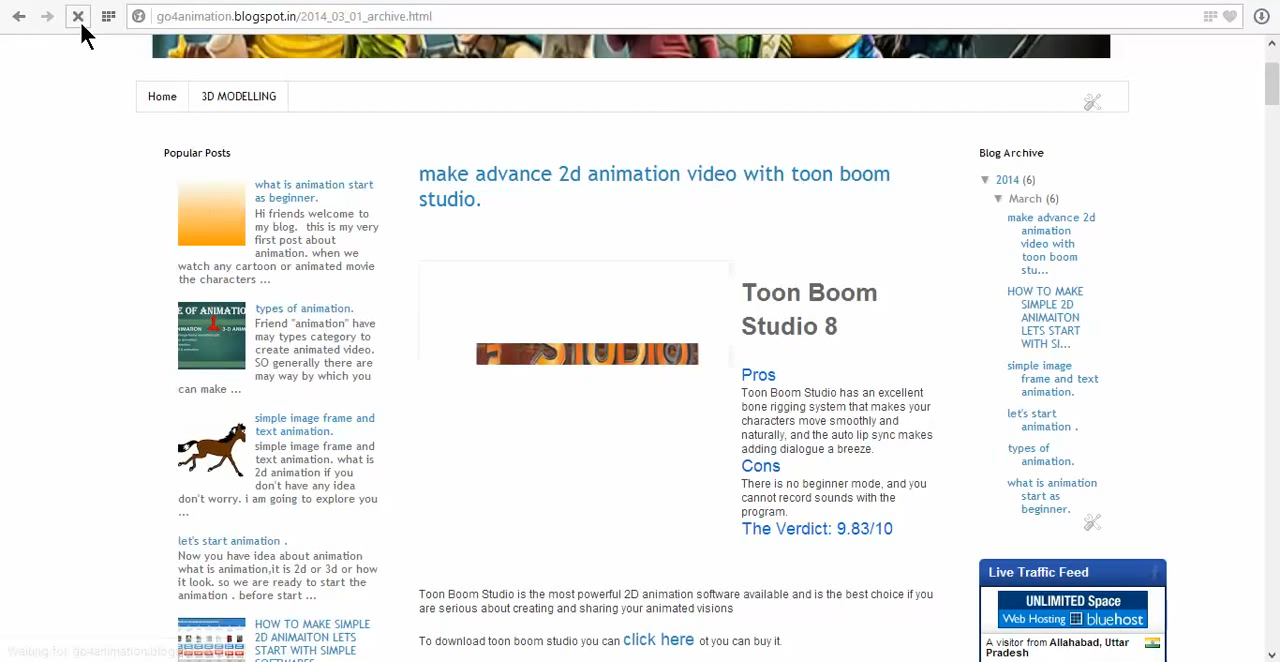 go4animation.blogspot.in/2014_03_01_archive.html
Home
3D MODELLING
Popular Posts
what is animation start
as beginner.
Hi friends welcome to
my blog. this is my very
first post about
animation. when we
watch any cartoon or animated movie
the characters ...
types of animation.
Friend "animation" have
may types category to
create animated video.
SO generally there are
may way by which you
can make ...
simple image frame and
text animation.
simple image frame and
text animation. what is
2d animation if you
don't have any idea
don't worry. i am going to explore you
...
let's start animation .
Now you have idea about animation
what is animation,it is 2d or 3d or how
it look. so we are ready to start the
animation . before start ...
HOW TO MAKE SIMPLE
2D ANIMAITON LETS
START WITH SIMPLE
make advance 2d animation video with toon boom
studio.
STUDIO
Toon Boom
Studio 8
Pros
Toon Boom Studio has an excellent
bone rigging system that makes your
characters move smoothly and
naturally, and the auto lip sync makes
adding dialogue a breeze.
Cons
There is no beginner mode, and you
cannot record sounds with the
program.
The Verdict: 9.83/10
Toon Boom Studio is the most powerful 2D animation software available and is the best choice if you
are serious about creating and sharing your animated visions
To download toon boom studio you can click here ot you can buy it.
Blog Archive
▼ 2014 (6)
▼ March (6)
make advance 2d
animation
video with
toon boom
stu...
HOW TO MAKE
SIMPLE 2D
ANIMAITON
LETS START
WITH SI...
simple image
frame and text
animation.
let's start
animation .
types of
animation.
what is animation
start as
beginner.
Live Traffic Feed
UNLIMITED Space
Web Hosting bluehost
A visitor from Allahabad, Uttar
Pradesh